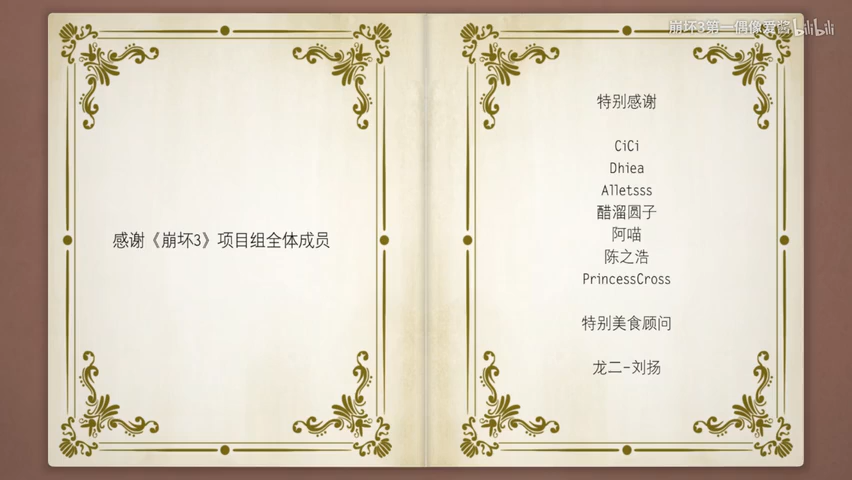 崩坏3第一偶像爱酱
bilibili
感谢《崩坏3》项目组全体成员
特别感谢
CiCi
Dhiea
Alletsss
醋溜圆子
阿喵
陈之浩
PrincessCross
特别美食顾问
龙二-刘扬